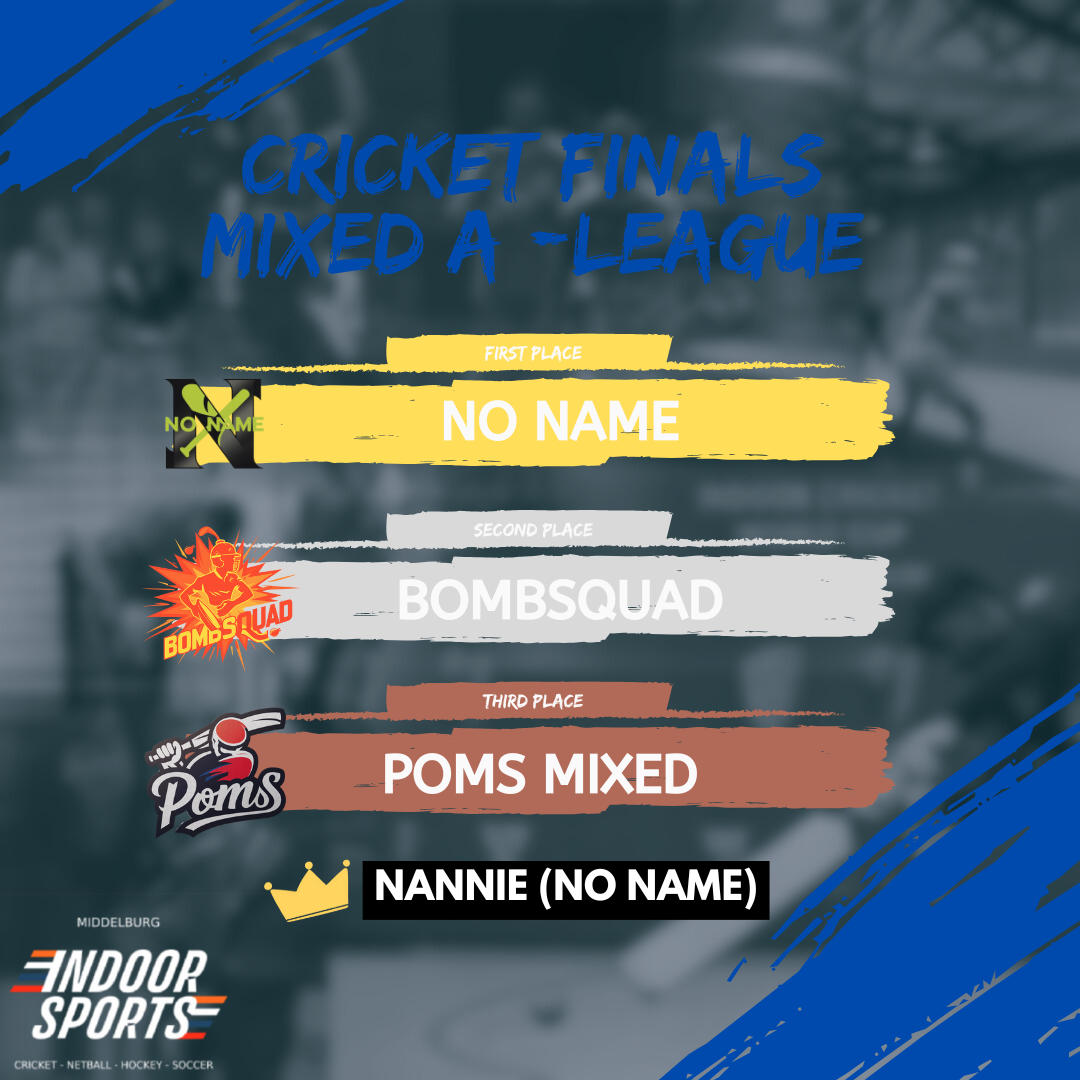 CRICKET FINALS
MIXED A -LEAGUE
FIRST PLACE
NO NAME
NO NAME
SECOND PLACE
BOMBSQUAD
BOMBSQUAD
THIRD PLACE
POMS MIXED
Poms
NANNIE (NO NAME)
MIDDELBURG
INDOOR
SPORTS
CRICKET - NETBALL - HOCKEY - SOCCER